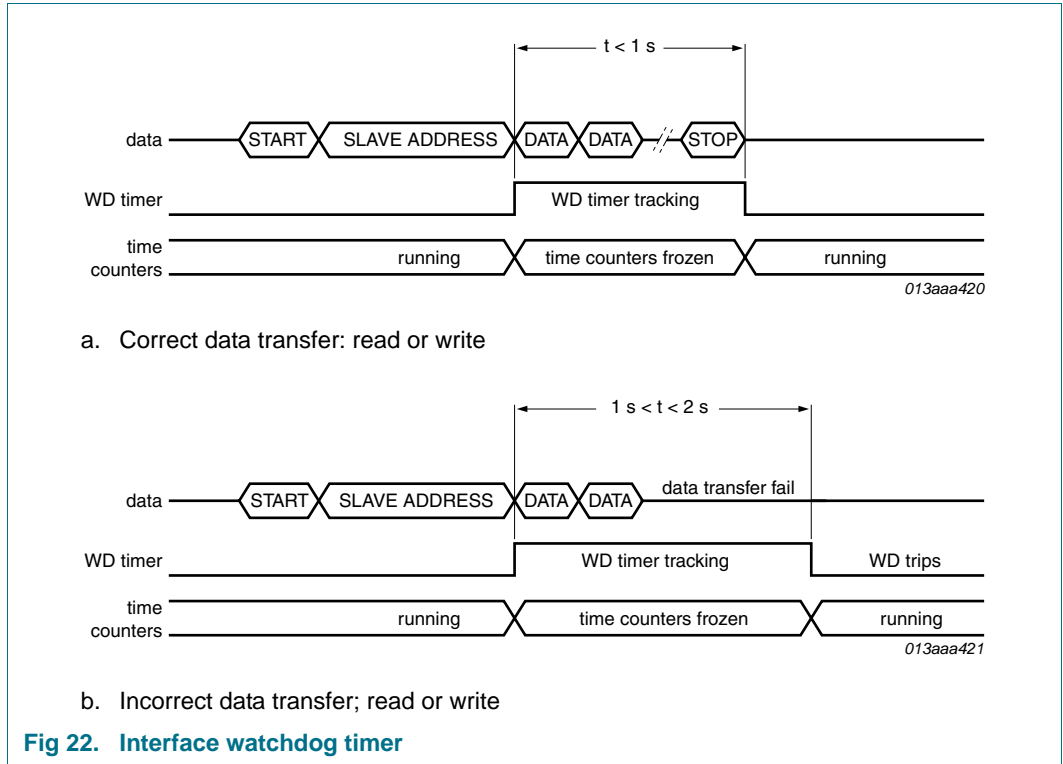 t < 1 s
data START SLAVE ADDRESS DATA DATA STOP
WD timer WD timer tracking
time counters running time counters frozen running
013aaa420
a. Correct data transfer: read or write
1 s < t < 2 s
data START SLAVE ADDRESS DATA DATA data transfer fail
WD timer WD timer tracking WD trips
time counters running time counters frozen running
013aaa421
b. Incorrect data transfer; read or write
Fig 22. Interface watchdog timer